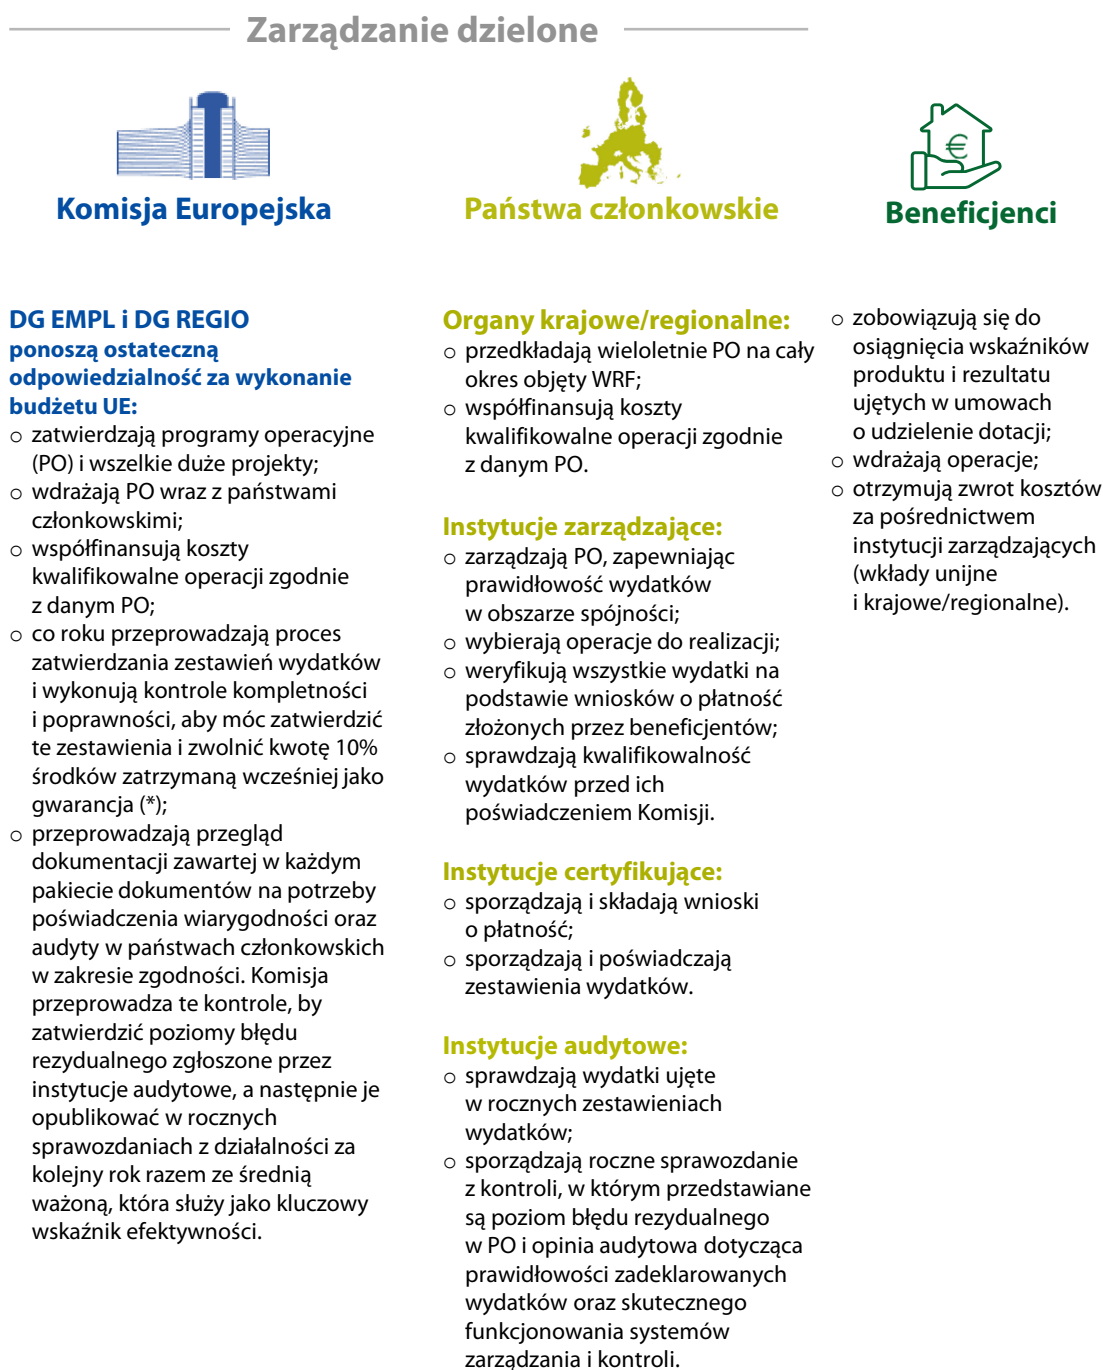 Zarządzanie dzielone
Komisja Europejska
DG EMPL i DG REGIO
ponoszą ostateczną
odpowiedzialność za wykonanie
budżetu UE:
o zatwierdzają programy operacyjne
(PO) i wszelkie duże projekty;
o wdrażają PO wraz z państwami
członkowskimi;
o współfinansują koszty
kwalifikowalne operacji zgodnie
z danym PO;
o co roku przeprowadzają proces
zatwierdzania zestawień wydatków
i wykonują kontrole kompletności
i poprawności, aby móc zatwierdzić
te zestawienia i zwolnić kwotę 10%
środków zatrzymaną wcześniej jako
gwarancja (*);
o przeprowadzają przegląd
dokumentacji zawartej w każdym
pakiecie dokumentów na potrzeby
poświadczenia wiarygodności oraz
audyty w państwach członkowskich
w zakresie zgodności. Komisja
przeprowadza te kontrole, by
zatwierdzić poziomy błędu
rezydualnego zgłoszone przez
instytucje audytowe, a następnie je
opublikować w rocznych
sprawozdaniach z działalności za
kolejny rok razem ze średnią
ważoną, która służy jako kluczowy
wskaźnik efektywności.
Państwa członkowskie
Organy krajowe/regionalne:
o przedkładają wieloletnie PO na cały
okres objęty WRF;
o współfinansują koszty
kwalifikowalne operacji zgodnie
z danym PO.
Instytucje zarządzające:
o zarządzają PO, zapewniając
prawidłowość wydatków
w obszarze spójności;
o wybierają operacje do realizacji;
o weryfikują wszystkie wydatki na
podstawie wniosków o płatność
złożonych przez beneficjentów;
o sprawdzają kwalifikowalność
wydatków przed ich
poświadczeniem Komisji.
Instytucje certyfikujące:
o sporządzają i składają wnioski
o płatność;
o sporządzają i poświadczają
zestawienia wydatków.
Instytucje audytowe:
o sprawdzają wydatki ujęte
w rocznych zestawieniach
wydatków;
o sporządzają roczne sprawozdanie
z kontroli, w którym przedstawiane
są poziom błędu rezydualnego
w PO i opinia audytowa dotycząca
prawidłowości zadeklarowanych
wydatków oraz skutecznego
funkcjonowania systemów
zarządzania i kontroli.
€
Beneficjenci
o zobowiązują się do
osiągnięcia wskaźników
produktu i rezultatu
ujętych w umowach
o udzielenie dotacji;
o wdrażają operacje;
o otrzymują zwrot kosztów
za pośrednictwem
instytucji zarządzających
(wkłady unijne
i krajowe/regionalne).